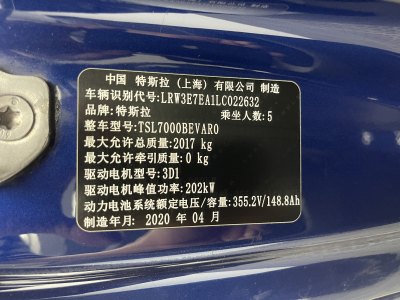 中国 特斯拉 (上海) 有限公司 制造
车辆识别代号: LRW3E7EA1LC022632
品牌: 特斯拉 乘坐人数: 5
整车型号: TSL7000BEVAR0
最大允许总质量: 2017 kg
最大允许牵引质量: 0 kg
驱动电机型号: 3D1
驱动电机峰值功率: 202kW
动力电池系统额定电压/容量: 355.2V/148.8Ah
制造年月: 2020 年 04 月